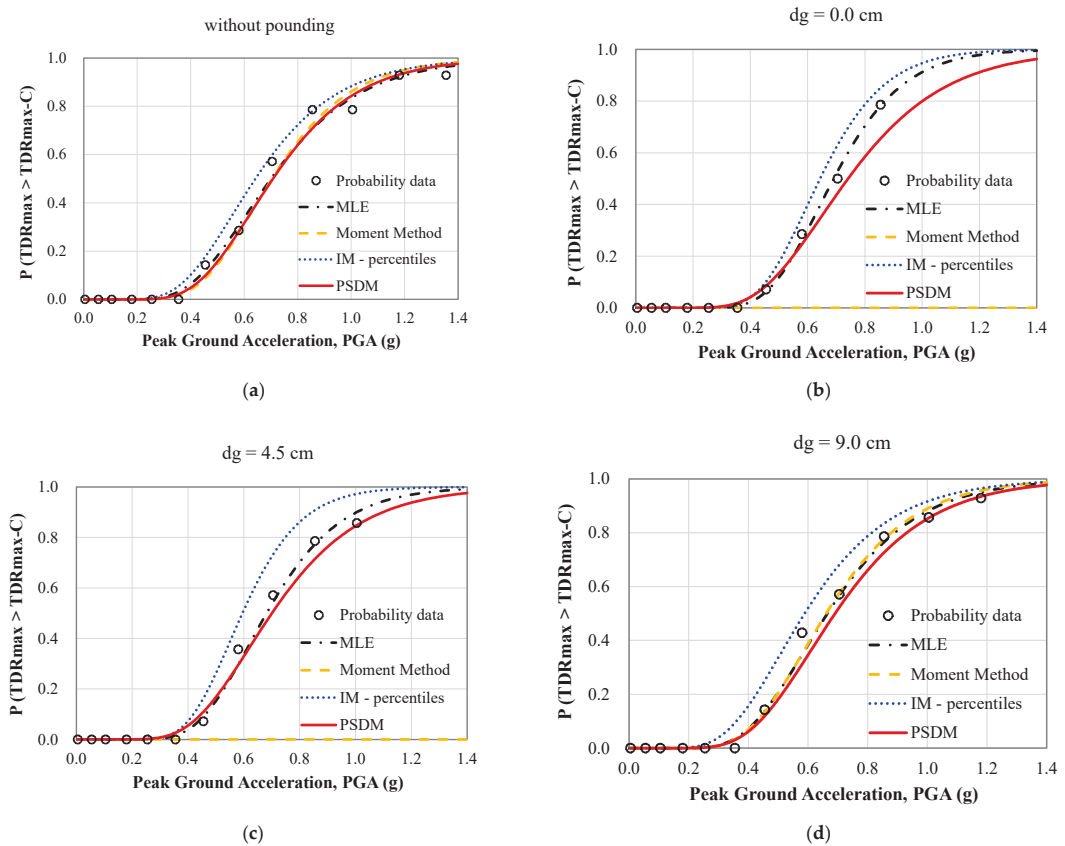 without pounding
P (TDRmax > TDRmax-C)
1.0
0.8
0.6
0.4
0.2
0.0
Probability data
MLE
Moment Method
IM - percentiles
PSDM
0.0 0.2 0.4 0.6 0.8 1.0 1.2 1.4
Peak Ground Acceleration, PGA (g)
(a)
dg = 0.0 cm
P (TDRmax > TDRmax-C)
1.0
0.8
0.6
0.4
0.2
0.0
Probability data
MLE
Moment Method
IM - percentiles
PSDM
0.0 0.2 0.4 0.6 0.8 1.0 1.2 1.4
Peak Ground Acceleration, PGA (g)
(b)
dg = 4.5 cm
P (TDRmax > TDRmax-C)
1.0
0.8
0.6
0.4
0.2
0.0
Probability data
MLE
Moment Method
IM - percentiles
PSDM
0.0 0.2 0.4 0.6 0.8 1.0 1.2 1.4
Peak Ground Acceleration, PGA (g)
(c)
dg = 9.0 cm
P (TDRmax > TDRmax-C)
1.0
0.8
0.6
0.4
0.2
0.0
Probability data
MLE
Moment Method
IM - percentiles
PSDM
0.0 0.2 0.4 0.6 0.8 1.0 1.2 1.4
Peak Ground Acceleration, PGA (g)
(d)